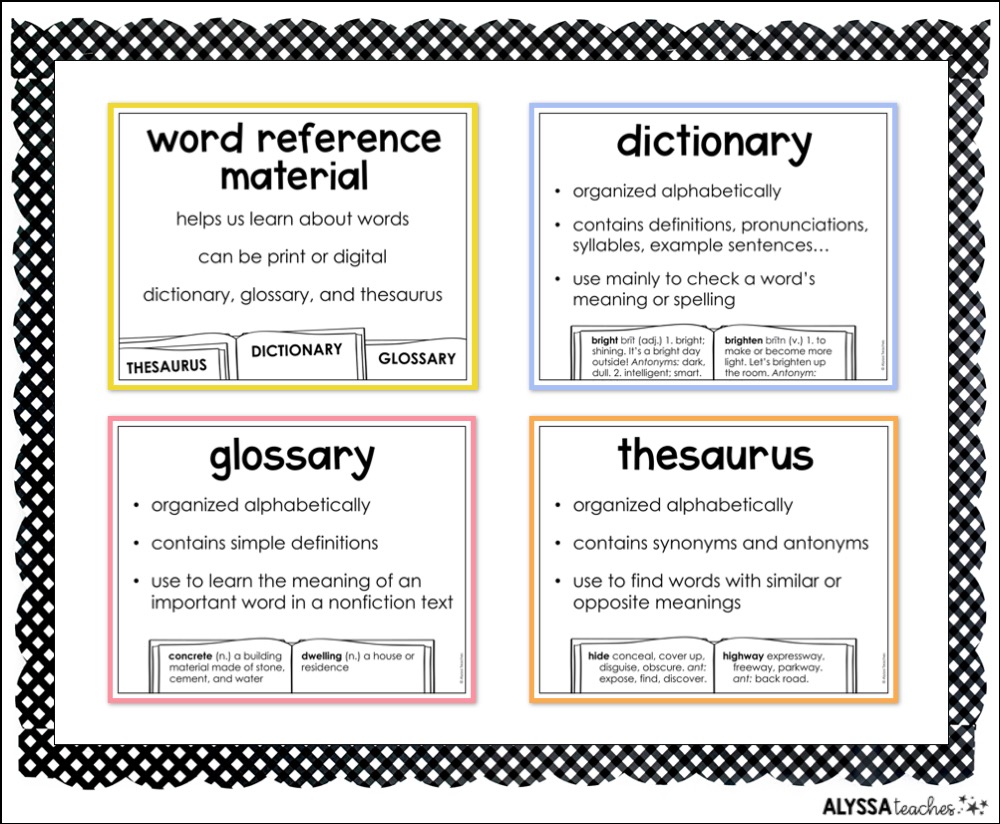 word reference
material
helps us learn about words
can be print or digital
dictionary, glossary, and thesaurus
THESAURUS
DICTIONARY
GLOSSARY
dictionary
• organized alphabetically
• contains definitions, pronunciations,
syllables, example sentences...
• use mainly to check a word's
meaning or spelling
bright brīt (adj.) 1. bright;
shining. It's a bright day
outside! Antonyms: dark,
dull. 2. intelligent; smart.
brighten brītn (v.) 1. to
make or become more
light. Let's brighten up
the room. Antonym:
glossary
• organized alphabetically
• contains simple definitions
• use to learn the meaning of an
important word in a nonfiction text
concrete (n.) a building
material made of stone,
cement, and water
dwelling (n.) a house or
residence
thesaurus
• organized alphabetically
• contains synonyms and antonyms
• use to find words with similar or
opposite meanings
hide conceal, cover up,
disguise, obscure. ant:
expose, find, discover.
highway expressway,
freeway, parkway.
ant: back road.
ALYSSA teaches